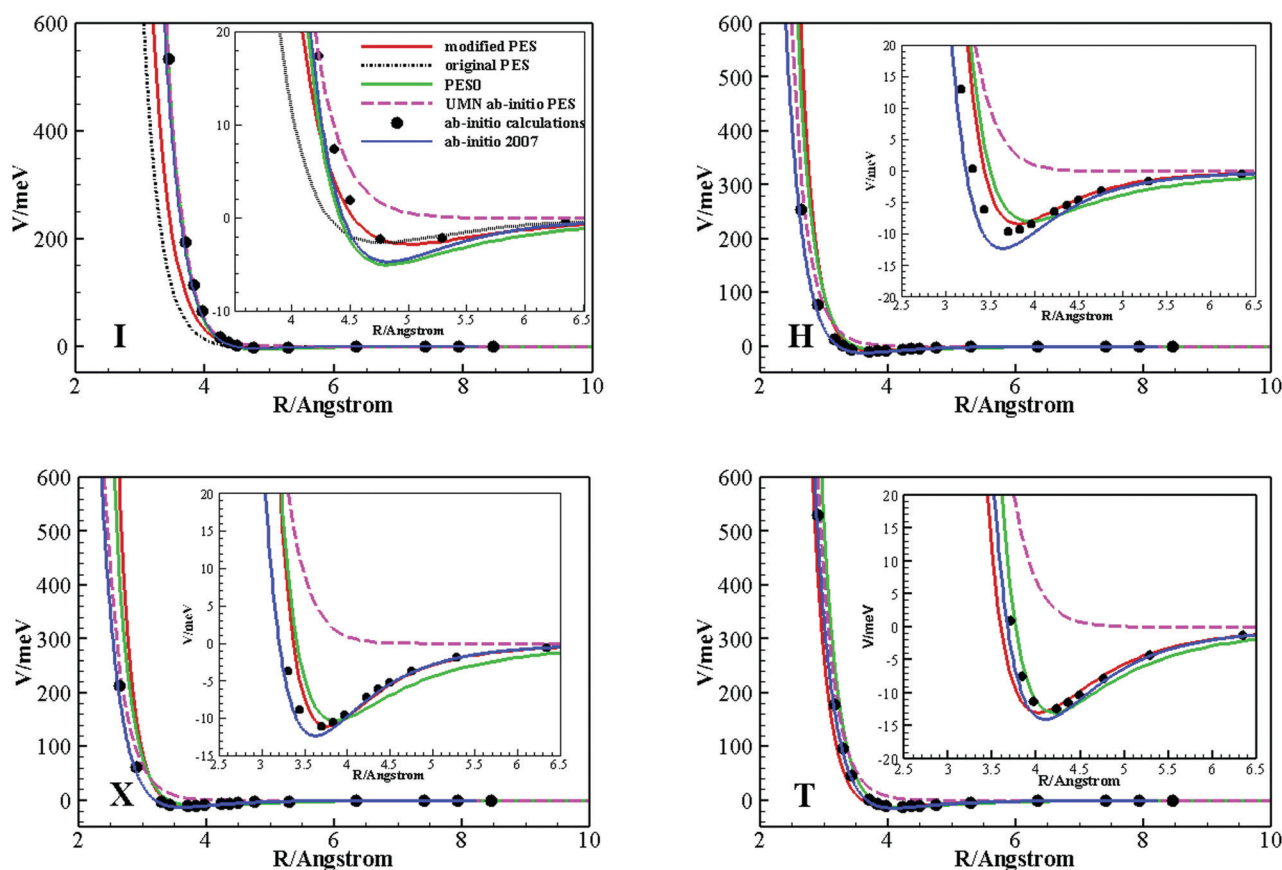 600
400
200
0
V/meV
20
10
0
-10
modified PES
original PES
PES0
UMN ab-initio PES
ab-initio calculations
ab-initio 2007
4 4.5 5 5.5 6 6.5
R/Angstrom
I
2 4 6 8 10
R/Angstrom
600
500
400
300
200
100
0
V/meV
20
15
10
5
0
-5
-10
-15
-20
V/meV
2.5 3 3.5 4 4.5 5 5.5 6 6.5
R/Angstrom
H
2 4 6 8 10
R/Angstrom
600
500
400
300
200
100
0
V/meV
20
15
10
5
0
-5
-10
-15
V/meV
2.5 3 3.5 4 4.5 5 5.5 6 6.5
R/Angstrom
X
2 4 6 8 10
R/Angstrom
600
500
400
300
200
100
0
V/meV
20
15
10
5
0
-5
-10
-15
-20
V/meV
2.5 3 3.5 4 4.5 5 5.5 6 6.5
R/Angstrom
T
2 4 6 8 10
R/Angstrom